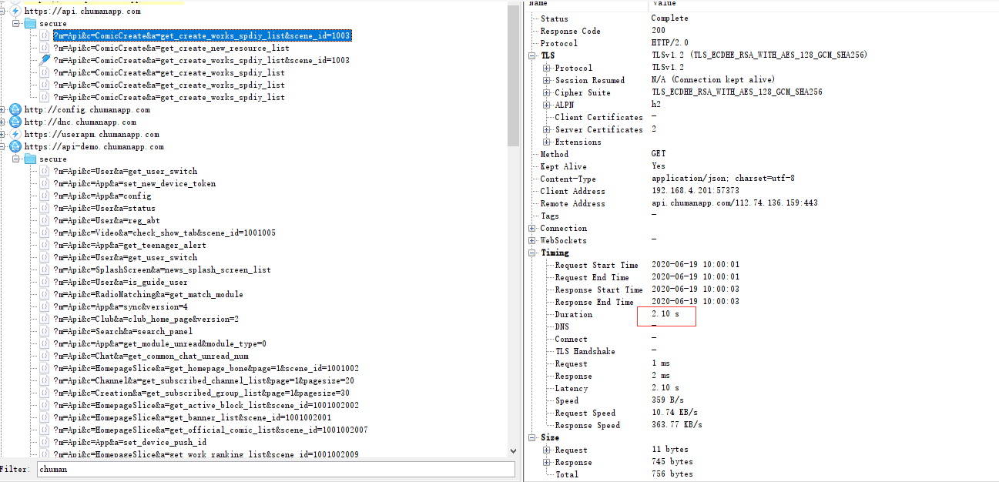 https://api.chumanapp.com
secure
?m=Api&c=ComicCreate&a=get_create_works_spdiy_list&scene_id=1003
?m=Api&c=ComicCreate&a=get_create_new_resource_list
?m=Api&c=ComicCreate&a=get_create_works_spdiy_list&scene_id=1003
?m=Api&c=ComicCreate&a=get_create_works_spdiy_list
?m=Api&c=ComicCreate&a=get_create_works_spdiy_list
?m=Api&c=ComicCreate&a=get_create_works_spdiy_list
http://config.chumanapp.com
http://dnc.chumanapp.com
https://userapm.chumanapp.com
https://api-demo.chumanapp.com
secure
?m=Api&c=User&a=get_user_switch
?m=Api&c=App&a=set_new_device_token
?m=Api&c=App&a=config
?m=Api&c=User&a=status
?m=Api&c=User&a=reg_abt
?m=Api&c=Video&a=check_show_tab&scene_id=1001005
?m=Api&c=App&a=get_teenager_alert
?m=Api&c=User&a=get_user_switch
?m=Api&c=SplashScreen&a=news_splash_screen_list
?m=Api&c=User&a=is_guide_user
?m=Api&c=RadioMatching&a=get_match_module
?m=Api&c=App&a=sync&version=4
?m=Api&c=Club&a=club_home_page&version=2
?m=Api&c=Search&a=search_panel
?m=Api&c=App&a=get_module_unread&module_type=0
?m=Api&c=Chat&a=get_common_chat_unread_num
?m=Api&c=HomepageSlice&a=get_homepage_bone&page=1&scene_id=1001002
?m=Api&c=Channel&a=get_subscribed_channel_list&page=1&pagesize=20
?m=Api&c=Creation&a=get_subscribed_group_list&page=1&pagesize=30
?m=Api&c=HomepageSlice&a=get_active_block_list&scene_id=1001002002
?m=Api&c=HomepageSlice&a=get_banner_list&scene_id=1001002001
?m=Api&c=HomepageSlice&a=get_official_comic_list&scene_id=1001002007
?m=Api&c=App&a=set_device_push_id
?m=Api&c=HomepageSlice&a=get_work_ranking_list&scene_id=1001002009
Filter: chuman
Name Value
Status Complete
Response Code 200
Protocol HTTP/2.0
TLS TLSv1.2 (TLS_ECDHE_RSA_WITH_AES_128_GCM_SHA256)
Protocol TLSv1.2
Session Resumed N/A (Connection kept alive)
Cipher Suite TLS_ECDHE_RSA_WITH_AES_128_GCM_SHA256
ALPN h2
Client Certificates —
Server Certificates 2
Extensions
Method GET
Kept Alive Yes
Content-Type application/json; charset=utf-8
Client Address 192.168.4.201:57373
Remote Address api.chumanapp.com/112.74.136.159:443
Tags —
Connection
WebSockets —
Timing
Request Start Time 2020-06-19 10:00:01
Request End Time 2020-06-19 10:00:01
Response Start Time 2020-06-19 10:00:03
Response End Time 2020-06-19 10:00:03
Duration 2.10 s
DNS —
Connect —
TLS Handshake —
Request 1 ms
Response 2 ms
Latency 2.10 s
Speed 359 B/s
Request Speed 10.74 KB/s
Response Speed 363.77 KB/s
Size
Request 11 bytes
Response 745 bytes
Total 756 bytes